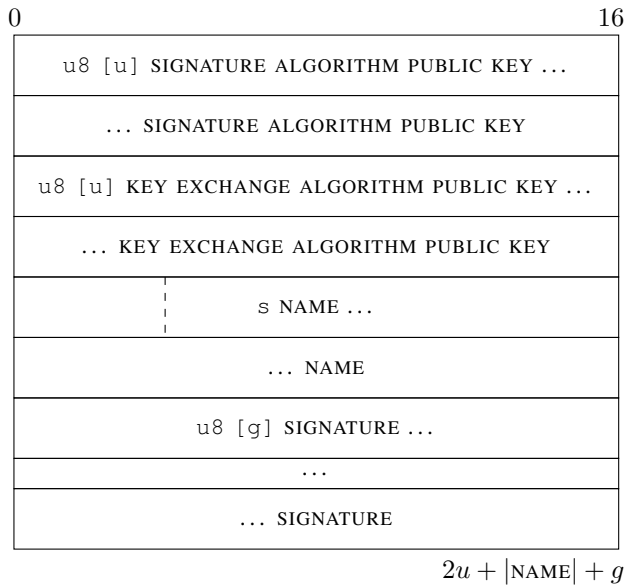 0 16
u8 [u] SIGNATURE ALGORITHM PUBLIC KEY ...
... SIGNATURE ALGORITHM PUBLIC KEY
u8 [u] KEY EXCHANGE ALGORITHM PUBLIC KEY ...
... KEY EXCHANGE ALGORITHM PUBLIC KEY
s NAME ...
... NAME
u8 [g] SIGNATURE ...
...
... SIGNATURE
2u + |NAME| + g